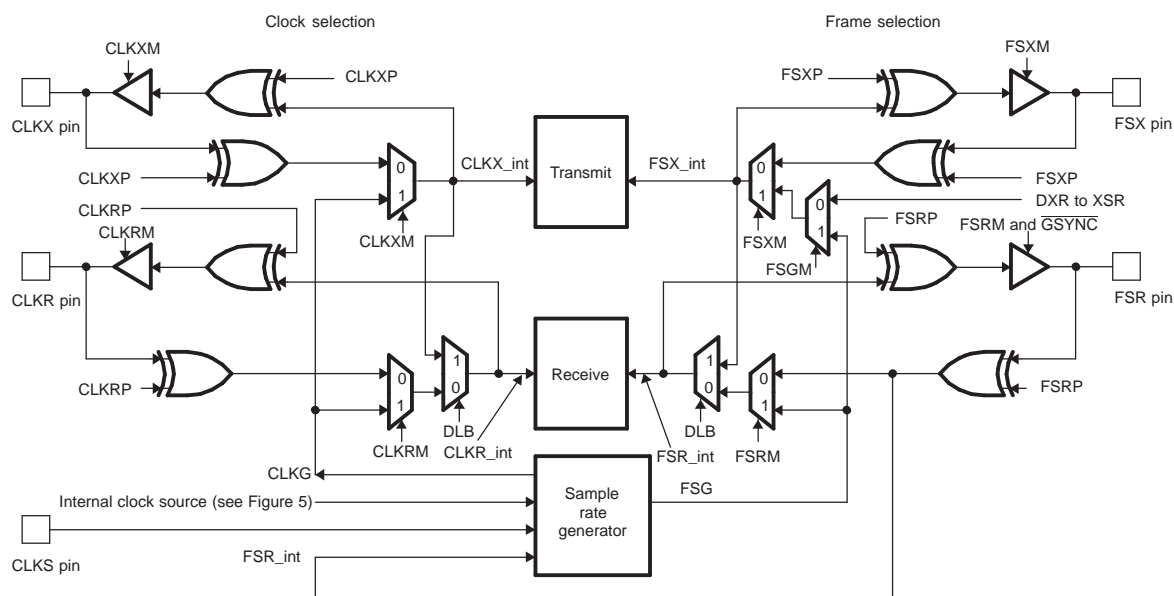 Clock selection
Frame selection
CLKXM
CLKXP
FSXP
FSXM
CLKX pin
FSX pin
CLKXP
0
1
CLKX_int
Transmit
FSX_int
0
1
FSXP
CLKRP
CLKRM
CLKXM
FSXM
0
1
FSGM
DXR to XSR
FSRP
FSRM and GSYNC
CLKR pin
FSR pin
CLKRP
0
1
CLKRM
1
0
DLB
CLKR_int
Receive
FSR_int
1
0
DLB
0
1
FSRM
FSRP
CLKG
Internal clock source (see Figure 5)
Sample
rate
generator
FSG
CLKS pin
FSR_int